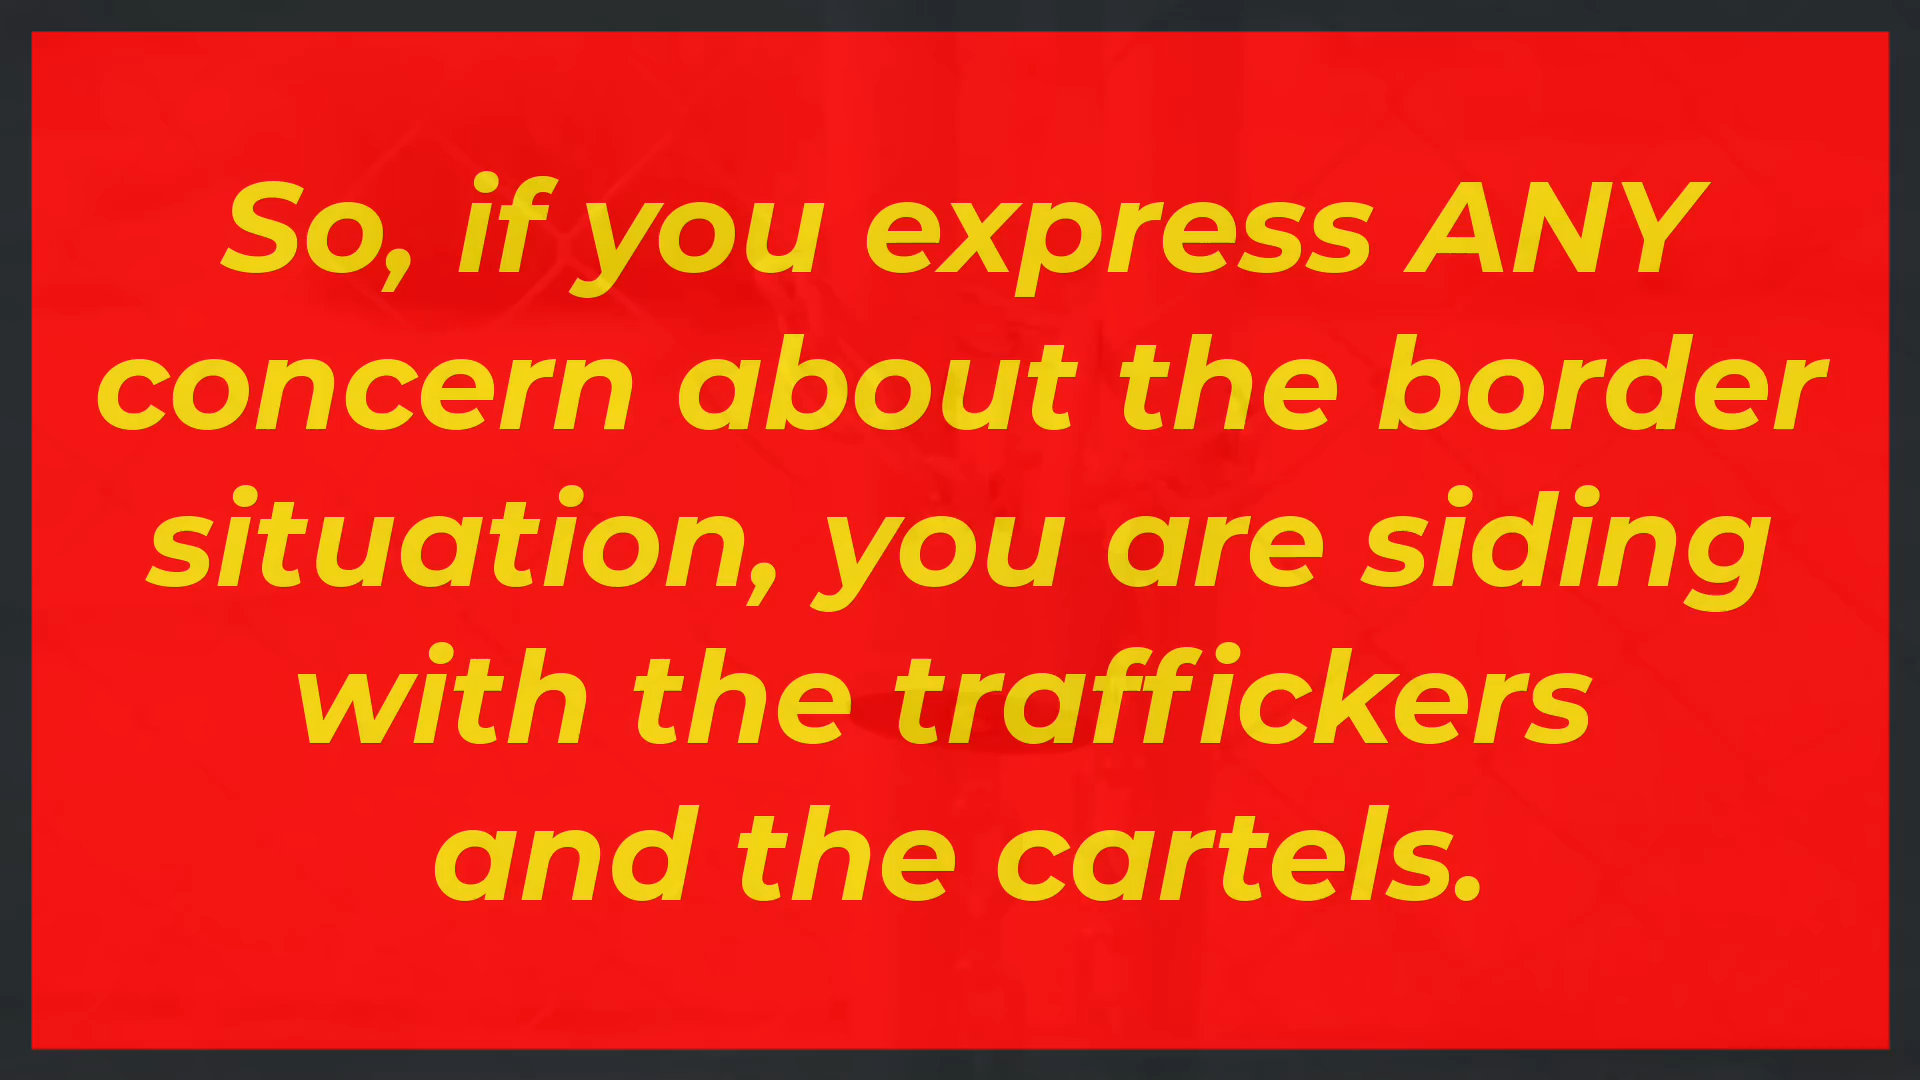 So, if you express ANY
concern about the border
situation, you are siding
with the traffickers
and the cartels.